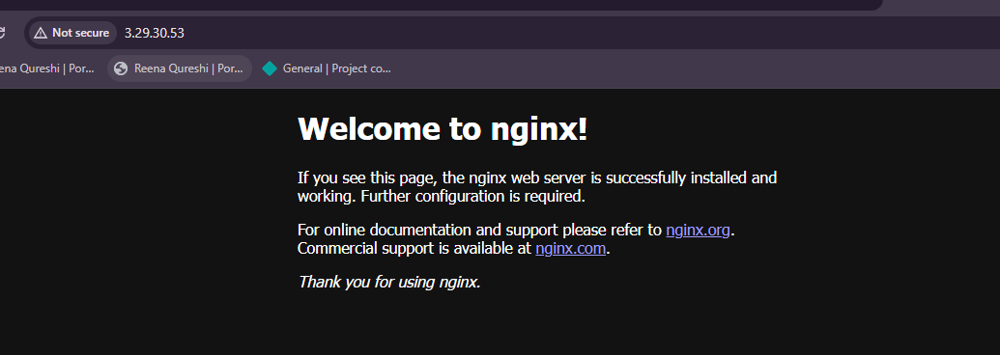 Not secure 3.29.30.53
ena Qureshi | Por... Reena Qureshi | Por... General | Project co...
Welcome to nginx!
If you see this page, the nginx web server is successfully installed and
working. Further configuration is required.
For online documentation and support please refer to nginx.org.
Commercial support is available at nginx.com.
Thank you for using nginx.